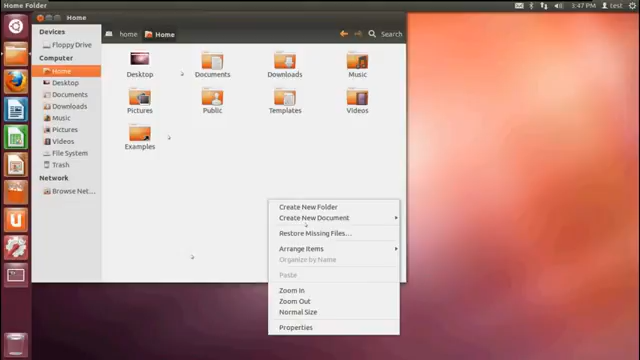 Home Folder
3:47 PM
test
Home
Devices
Floppy Drive
Computer
Home
Desktop
Documents
Downloads
Music
Pictures
Videos
File System
Trash
Network
Browse Net...
home
Home
Search
Desktop
Documents
Downloads
Music
Pictures
Public
Templates
Videos
Examples
Create New Folder
Create New Document
Restore Missing Files...
Arrange Items
Organize by Name
Paste
Zoom In
Zoom Out
Normal Size
Properties